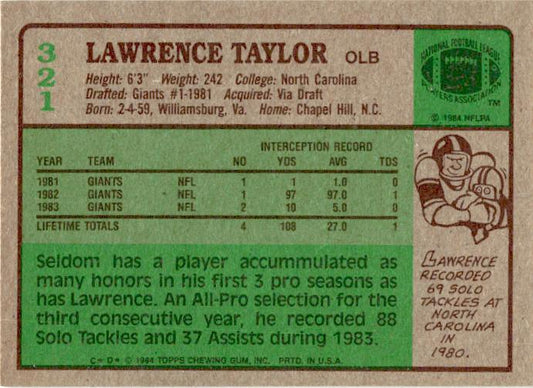 321
LAWRENCE TAYLOR OLB
Height: 6'3" Weight: 242 College: North Carolina
Drafted: Giants #1-1981 Acquired: Via Draft
Born: 2-4-59, Williamsburg, Va. Home: Chapel Hill, N.C.
NATIONAL FOOTBALL LEAGUE
PLAYERS ASSOCIATION
TM
© 1984 NFLPA
INTERCEPTION RECORD
YEAR TEAM NO YDS AVG TDS
1981 GIANTS NFL 1 1 1.0 0
1982 GIANTS NFL 1 97 97.0 1
1983 GIANTS NFL 2 10 5.0 0
LIFETIME TOTALS 4 108 27.0 1
Seldom has a player accumulated as
many honors in his first 3 pro seasons as
has Lawrence. An All-Pro selection for the
third consecutive year, he recorded 88
Solo Tackles and 37 Assists during 1983.
LAWRENCE
RECORDED
69 SOLO
TACKLES AT
NORTH
CAROLINA
IN
1980.
C* D* © 1984 TOPPS CHEWING GUM, INC. PRTD. IN U.S.A.